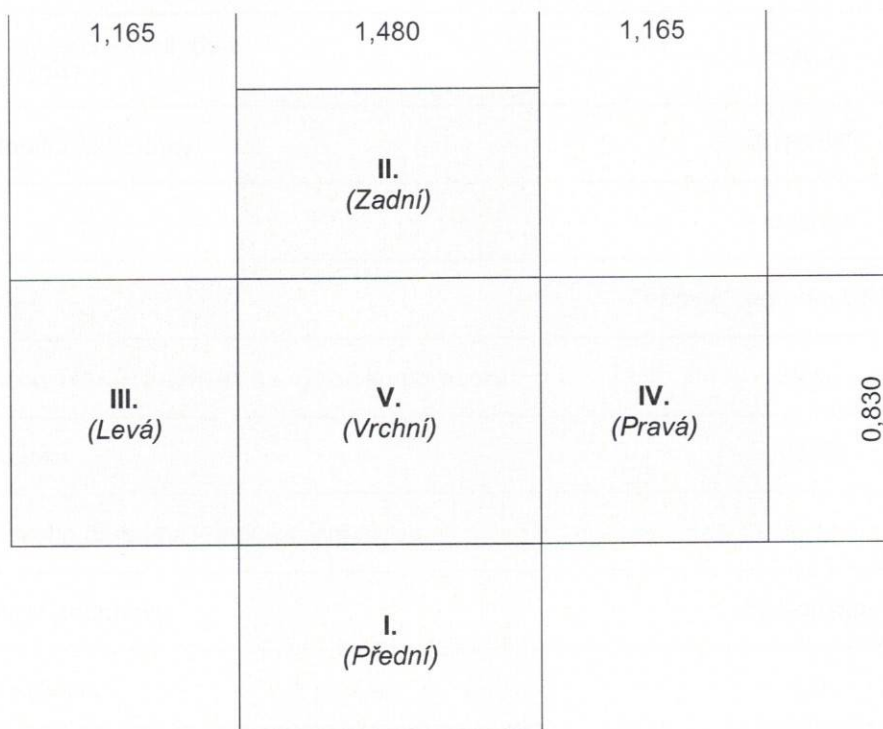 1,165 1,480 1,165
II.
(Zadní)
III. V. IV.
(Levá) (Vrchní) (Pravá)
0,830
I.
(Přední)